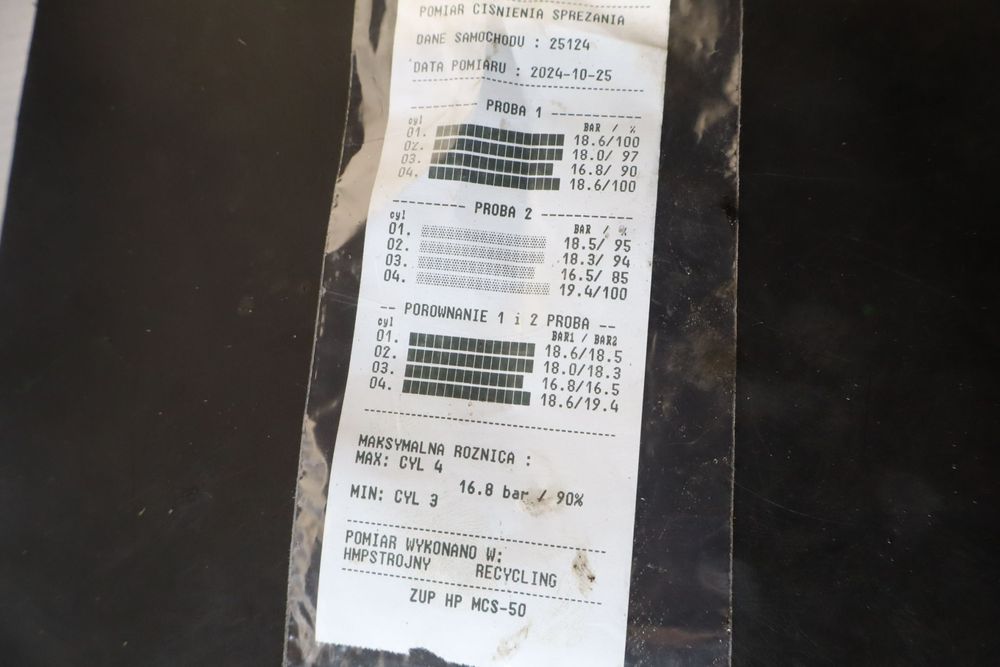 POMIAR CISNIENIA SPREZANIA
DANE SAMOCHODU : 25124
DATA POMIARU : 2024-10-25
PROBA 1
cyl BAR / %
01. 18.6/100
02. 18.0/ 97
03. 16.8/ 90
04. 18.6/100
PROBA 2
cyl BAR / %
01. 18.5/ 95
02. 18.3/ 94
03. 16.5/ 85
04. 19.4/100
-- POROWNANIE 1 i 2 PROBA --
cyl BAR1 / BAR2
01. 18.6/18.5
02. 18.0/18.3
03. 16.8/16.5
04. 18.6/19.4
MAKSYMALNA ROZNICA :
MAX: CYL 4
16.8 bar / 90%
MIN: CYL 3
POMIAR WYKONANO W:
HMPSTROJNY RECYCLING
ZUP HP MCS-50